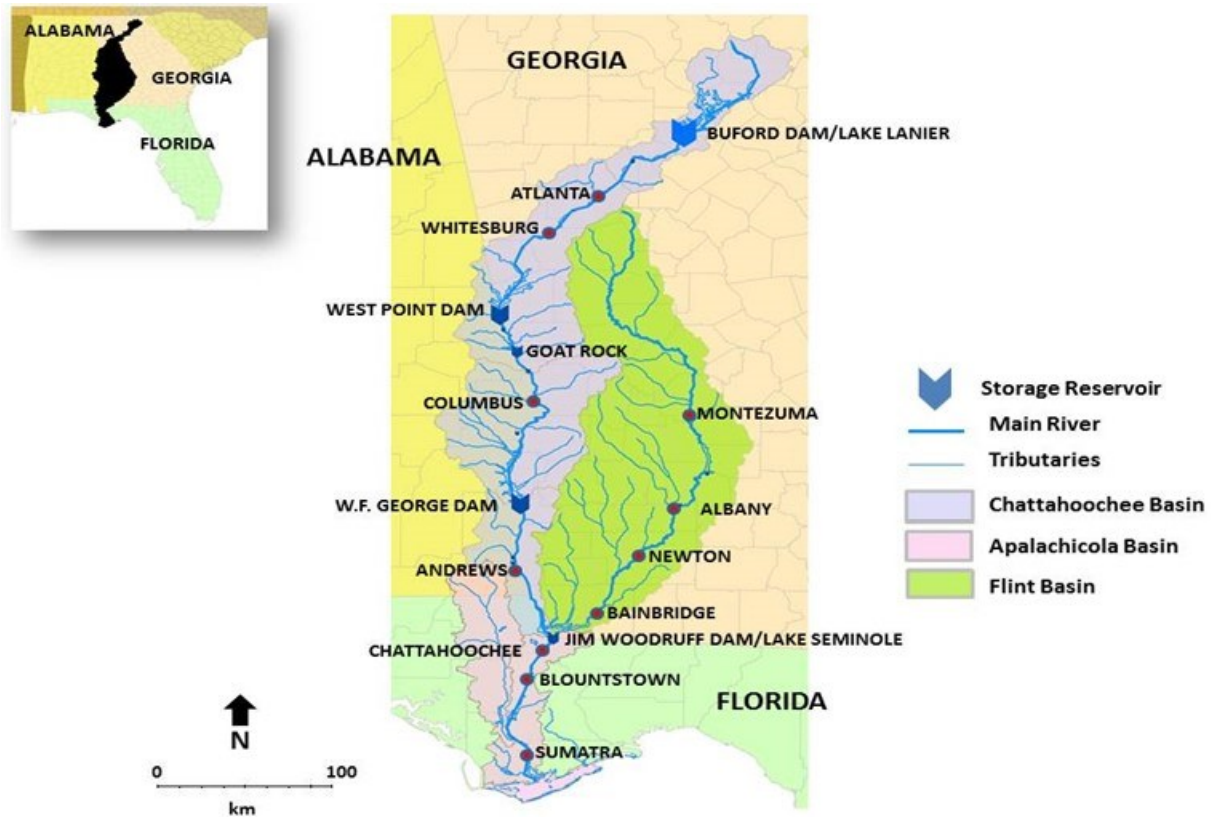 ALABAMA
GEORGIA
FLORIDA
GEORGIA
BUFORD DAM/LAKE LANIER
ALABAMA
ATLANTA
WHITESBURG
WEST POINT DAM
GOAT ROCK
COLUMBUS
MONTEZUMA
W.F. GEORGE DAM
ALBANY
NEWTON
ANDREWS
BAINBRIDGE
JIM WOODRUFF DAM/LAKE SEMINOLE
CHATTAHOOCHEE
BLOUNTSTOWN
FLORIDA
SUMATRA
N
0 100
km
Storage Reservoir
Main River
Tributaries
Chattahoochee Basin
Apalachicola Basin
Flint Basin